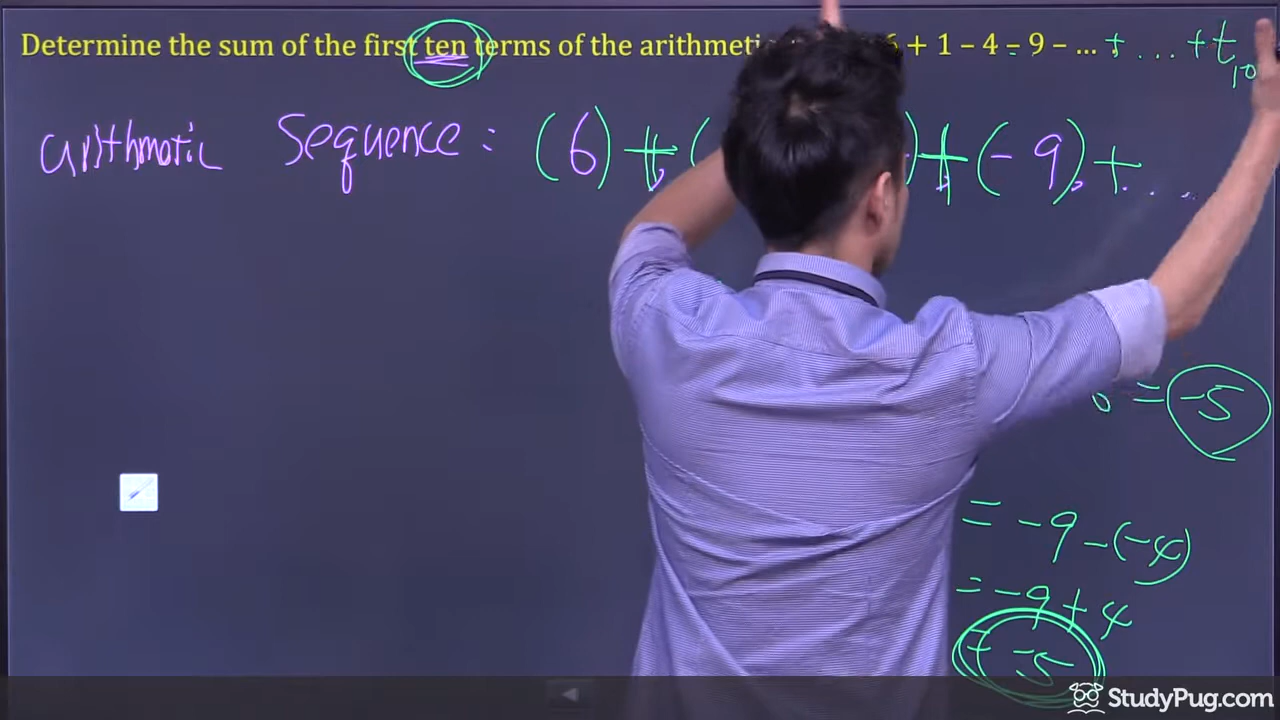 Determine the sum of the first ten terms of the arithmeti 6 + 1 – 4 – 9 – ... + ... + t10
arithmetic Sequence : (6) + ( ) + (-9) + ...
= -5
= -9 -(-4)
= -9 + 4
= -5
StudyPug.com